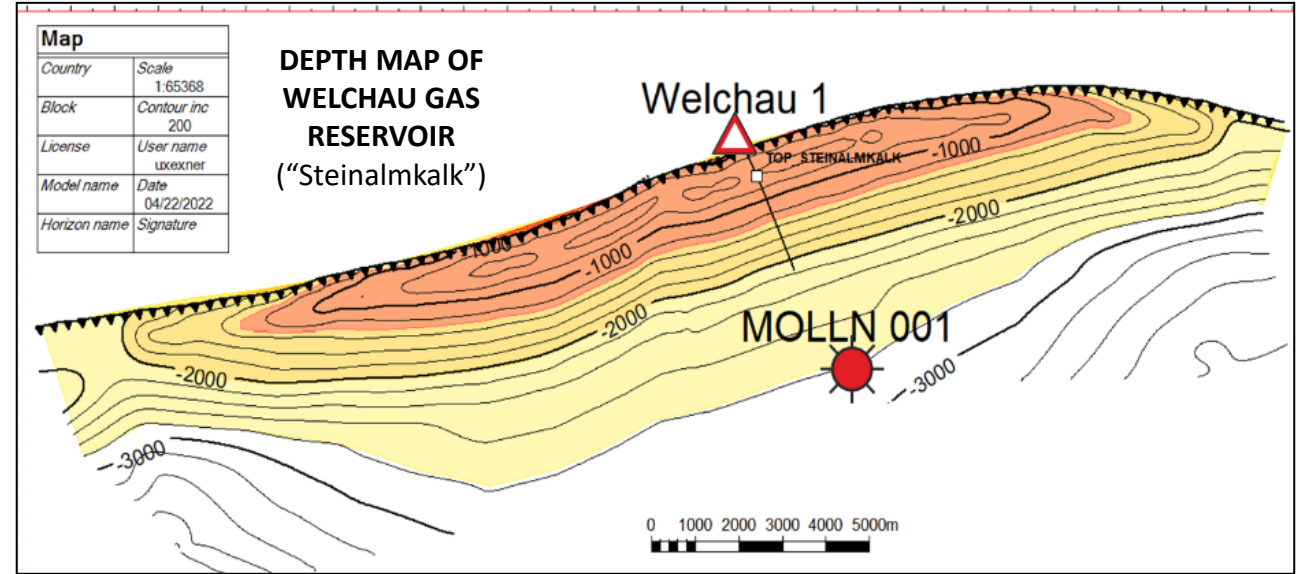 Map
Country
Scale
1:65368
Block
Contour inc
200
License
User name
uxexner
Model name
Date
04/22/2022
Horizon name
Signature
DEPTH MAP OF
WELCHAU GAS
RESERVOIR
(“Steinalmkalk”)
Welchau 1
TOP_STEINALMKALK
-1000
-1000
-1000
-2000
-2000
-2000
MOLLN 001
-3000
-3000
0 1000 2000 3000 4000 5000m